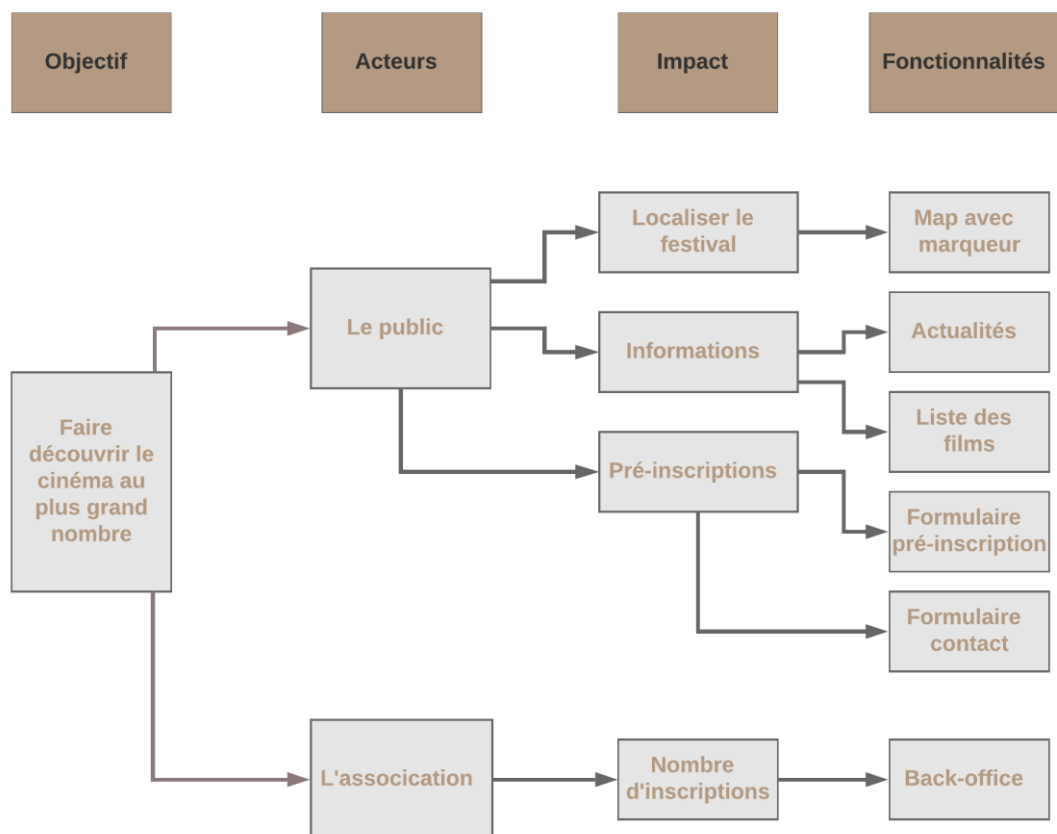 Objectif
Acteurs
Impact
Fonctionnalités
Localiser le
festival
Map avec
marqueur
Le public
Informations
Actualités
Faire
découvrir le
cinéma au
plus grand
nombre
Liste des
films
Pré-inscriptions
Formulaire
pré-inscription
Formulaire
contact
L'assocication
Nombre
d'inscriptions
Back-office